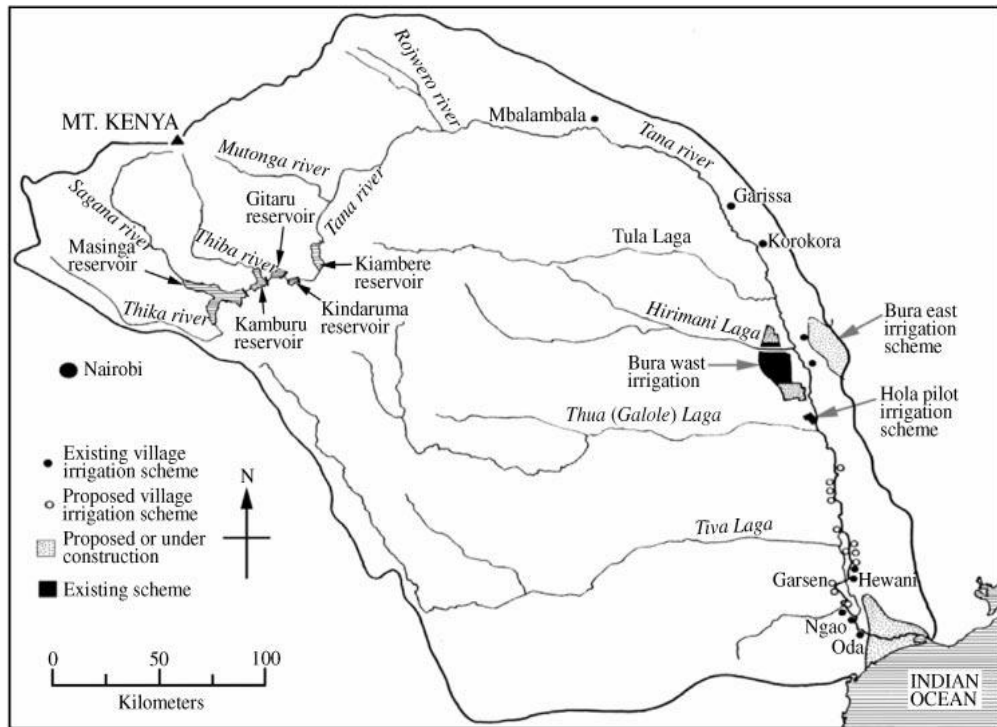 Rojwero river
Mbalambala
MT. KENYA
Tana river
Mutonga river
Sagana river
Gitaru
reservoir
Tana river
Garissa
Masinga
reservoir
Thiba river
Tula Laga
Korokora
Kiambere
reservoir
Thika river
Kamburu
reservoir
Kindaruma
reservoir
Hirimani Laga
Bura east
irrigation
scheme
Nairobi
Bura wast
irrigation
Hola pilot
irrigation
scheme
Thua (Galole) Laga
Existing village
irrigation scheme
N
Proposed village
irrigation scheme
Tiva Laga
Proposed or under
construction
Existing scheme
Garsen
Hewani
Ngao
Oda
0 50 100
Kilometers
INDIAN
OCEAN